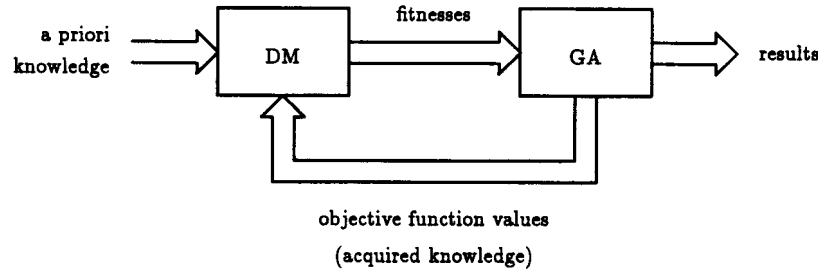 fitnesses
a priori
knowledge
DM
GA
results
objective function values
(acquired knowledge)